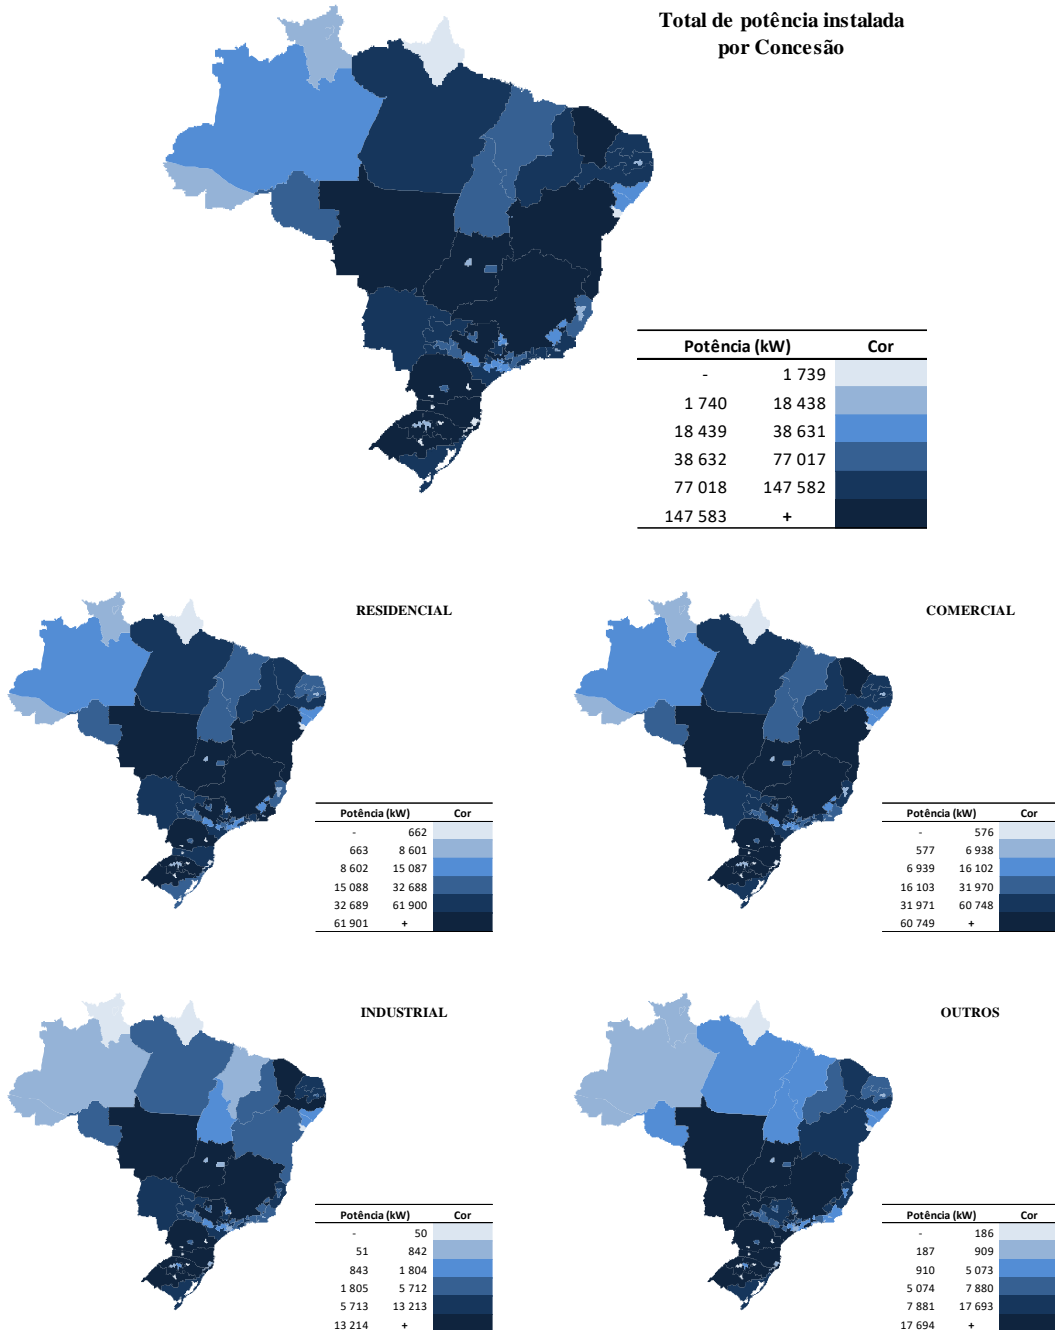 Total de potência instalada
por Concesão
Potência (kW) Cor
- 1 739
1 740 18 438
18 439 38 631
38 632 77 017
77 018 147 582
147 583 +
RESIDENCIAL
Potência (kW) Cor
- 662
663 8 601
8 602 15 087
15 088 32 688
32 689 61 900
61 901 +
COMERCIAL
Potência (kW) Cor
- 576
577 6 938
6 939 16 102
16 103 31 970
31 971 60 748
60 749 +
INDUSTRIAL
Potência (kW) Cor
- 50
51 842
843 1 804
1 805 5 712
5 713 13 213
13 214 +
OUTROS
Potência (kW) Cor
- 186
187 909
910 5 073
5 074 7 880
7 881 17 693
17 694 +